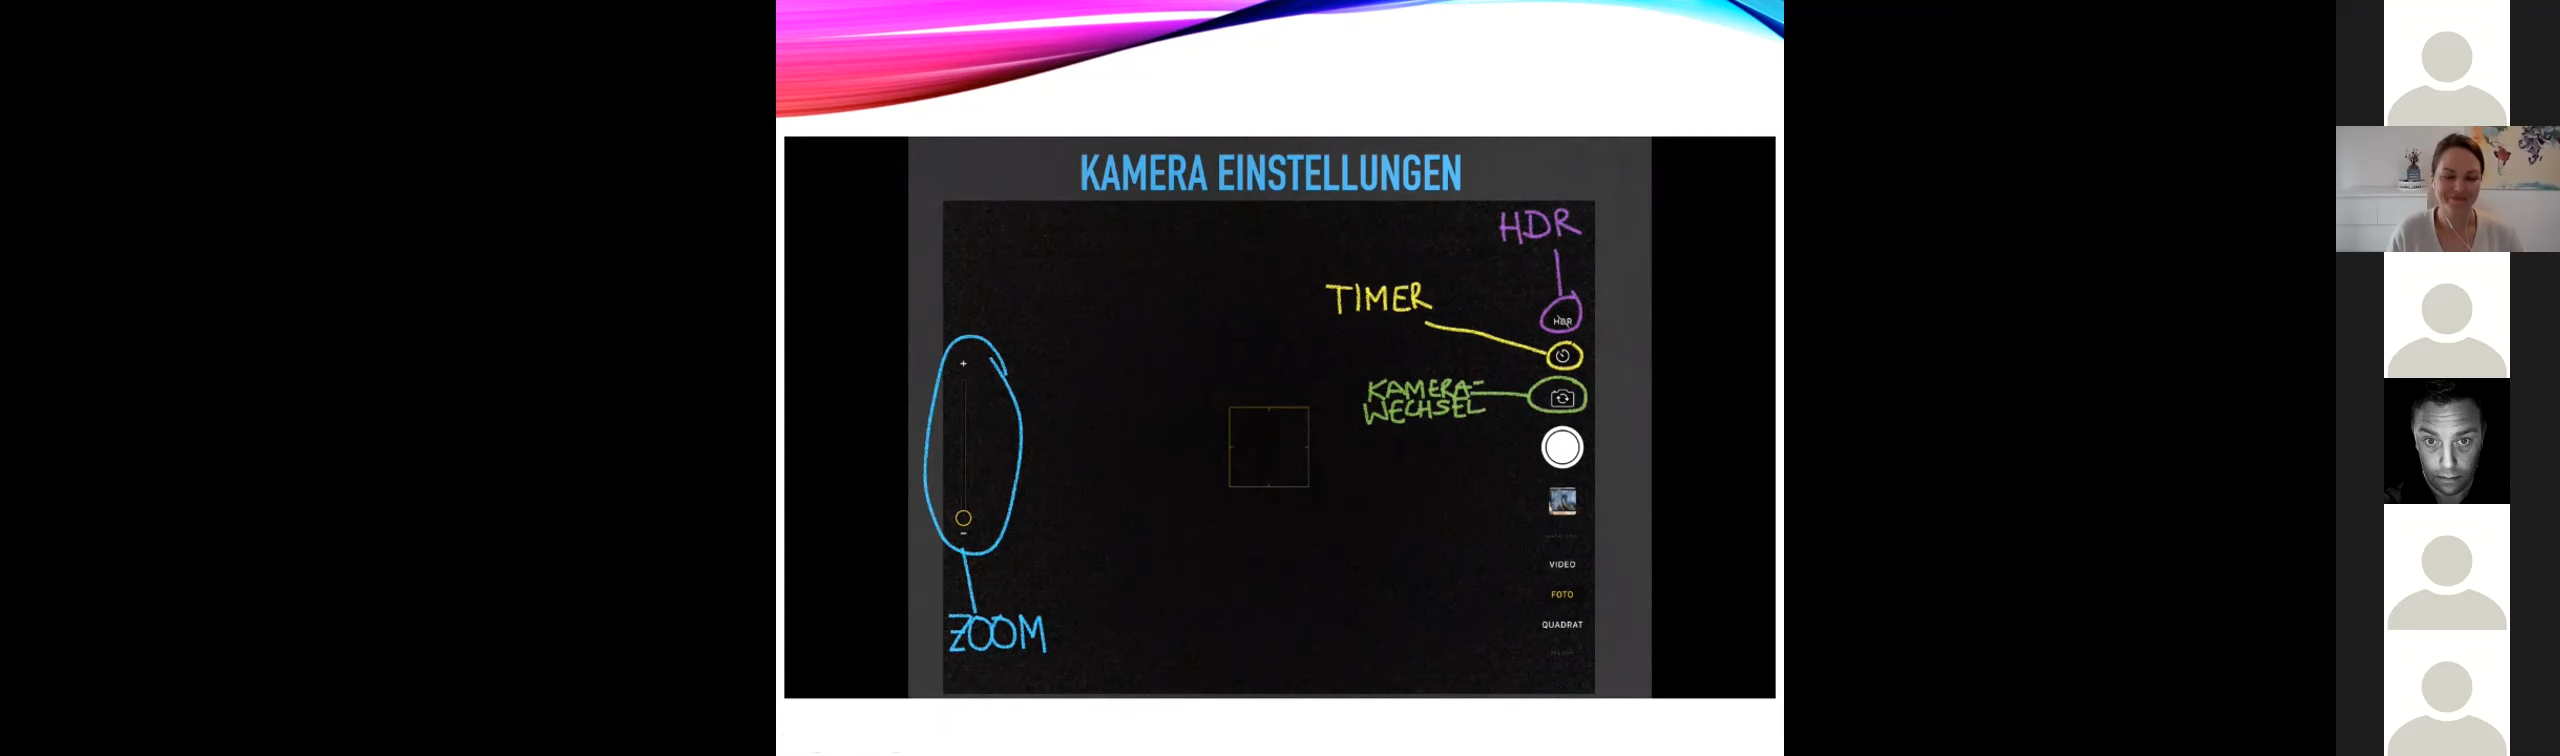 KAMERA EINSTELLUNGEN
HDR
HDR
TIMER
KAMERA-
WECHSEL
+
-
ZOOM
VIDEO
FOTO
QUADRAT